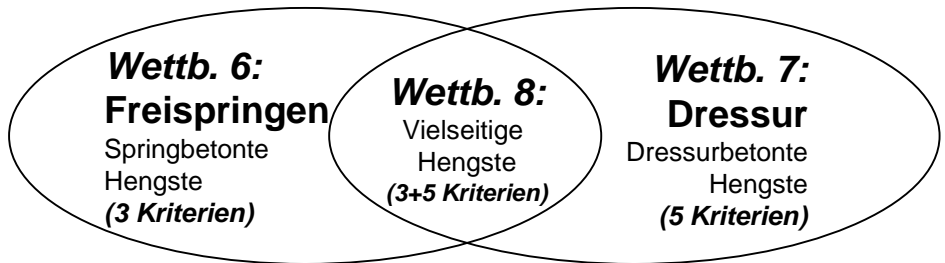 Wettb. 6:
Freispringen
Springbetonte
Hengste
(3 Kriterien)
Wettb. 8:
Vielseitige
Hengste
(3+5 Kriterien)
Wettb. 7:
Dressur
Dressurbetonte
Hengste
(5 Kriterien)